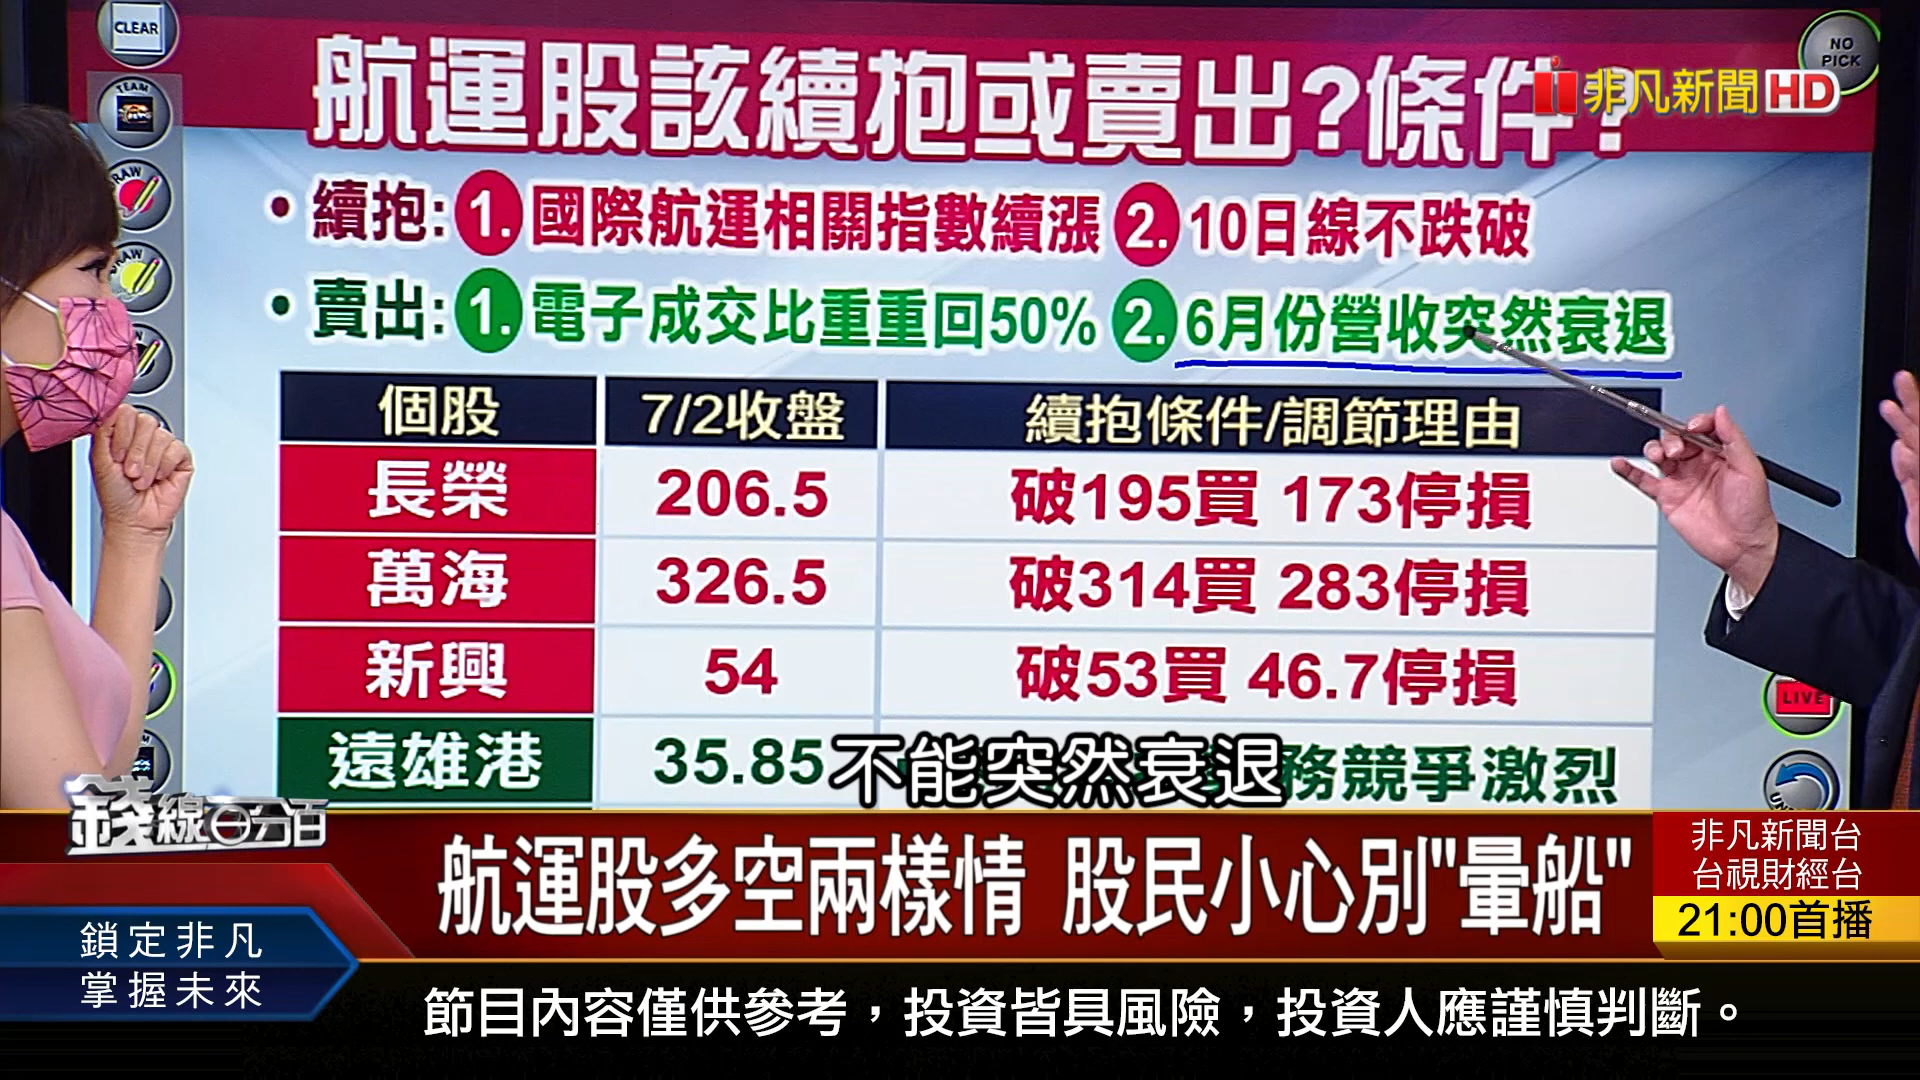 CLEAR
NO PICK
航運股該續抱或賣出?條件?
非凡新聞HD
TEAM
• 續抱: 1. 國際航運相關指數續漲 2. 10日線不跌破
• 賣出: 1. 電子成交比重重回50% 2. 6月份營收突然衰退
個股 7/2收盤 續抱條件/調節理由
長榮 206.5 破195買 173停損
萬海 326.5 破314買 283停損
新興 54 破53買 46.7停損
遠雄港 35.85 務競爭激烈
LIVE
不能突然衰退
錢線百分百
航運股多空兩樣情 股民小心別"暈船"
非凡新聞台
台視財經台
21:00首播
鎖定非凡
掌握未來
節目內容僅供參考，投資皆具風險，投資人應謹慎判斷。